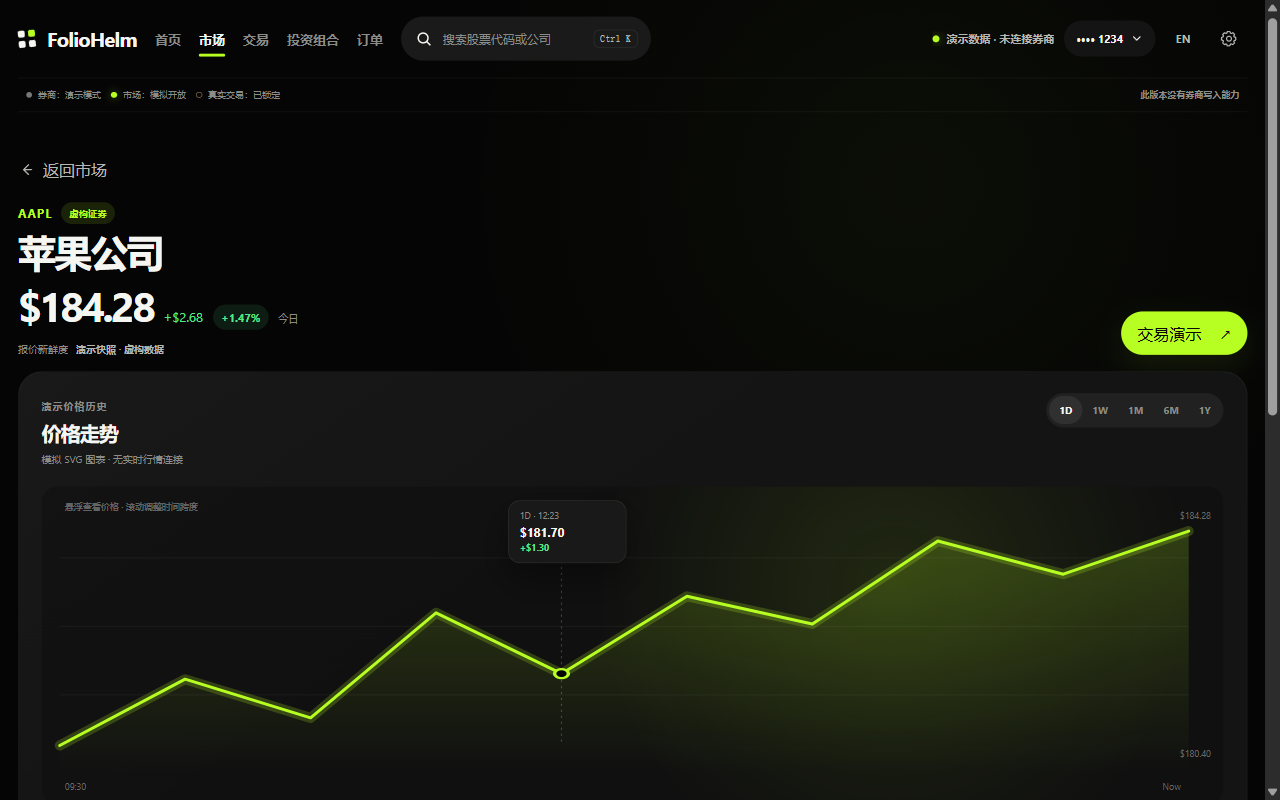 FolioHelm 首页 市场 交易 投资组合 订单 搜索股票代码或公司 Ctrl K 演示数据 · 未连接券商 •••• 1234 EN
券商: 演示模式 市场: 模拟开放 真实交易: 已锁定 此版本没有券商写入能力
← 返回市场
AAPL 虚构证券
苹果公司
$184.28 +$2.68 +1.47% 今日
报价新鲜度 演示快照 · 虚构数据
交易演示 ↗
演示价格历史
价格走势
模拟 SVG 图表 · 无实时行情连接
1D 1W 1M 6M 1Y
悬浮查看价格 · 滚动调整时间跨度
1D · 12:23
$181.70
+$1.30
$184.28
$180.40
09:30 Now